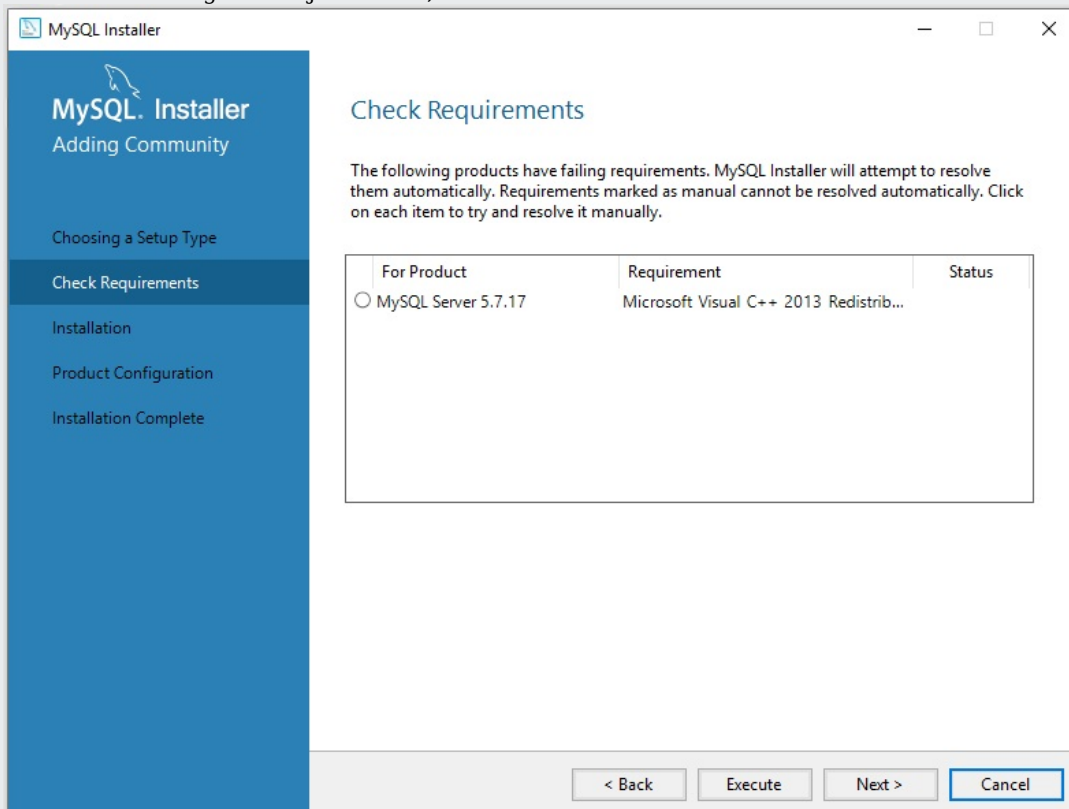 MySQL Installer
MySQL. Installer
Adding Community
Choosing a Setup Type
Check Requirements
Installation
Product Configuration
Installation Complete
Check Requirements
The following products have failing requirements. MySQL Installer will attempt to resolve
them automatically. Requirements marked as manual cannot be resolved automatically. Click
on each item to try and resolve it manually.
For Product Requirement Status
MySQL Server 5.7.17 Microsoft Visual C++ 2013 Redistrib...
< Back Execute Next > Cancel